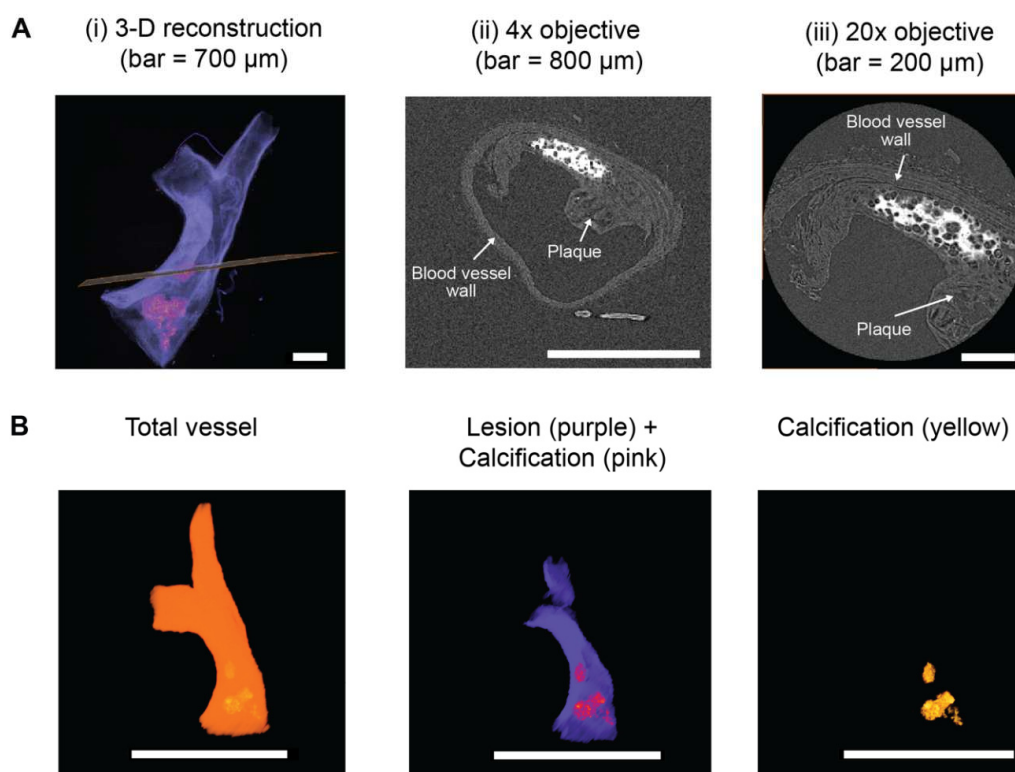 A
(i) 3-D reconstruction
(bar = 700 µm)
(ii) 4x objective
(bar = 800 µm)
(iii) 20x objective
(bar = 200 µm)
Blood vessel
wall
Plaque
Blood vessel
wall
Plaque
B
Total vessel
Lesion (purple) +
Calcification (pink)
Calcification (yellow)